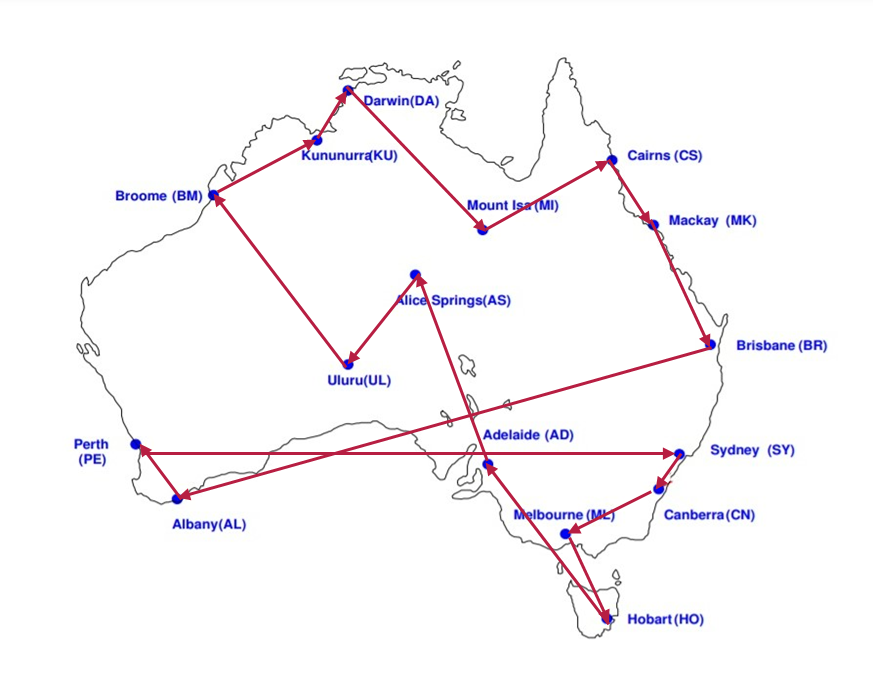 Darwin(DA)
Kununurra(KU)
Cairns (CS)
Broome (BM)
Mount Isa (MI)
Mackay (MK)
Alice Springs(AS)
Brisbane (BR)
Uluru(UL)
Adelaide (AD)
Perth
(PE)
Sydney (SY)
Melbourne (ML)
Canberra(CN)
Albany(AL)
Hobart (HO)